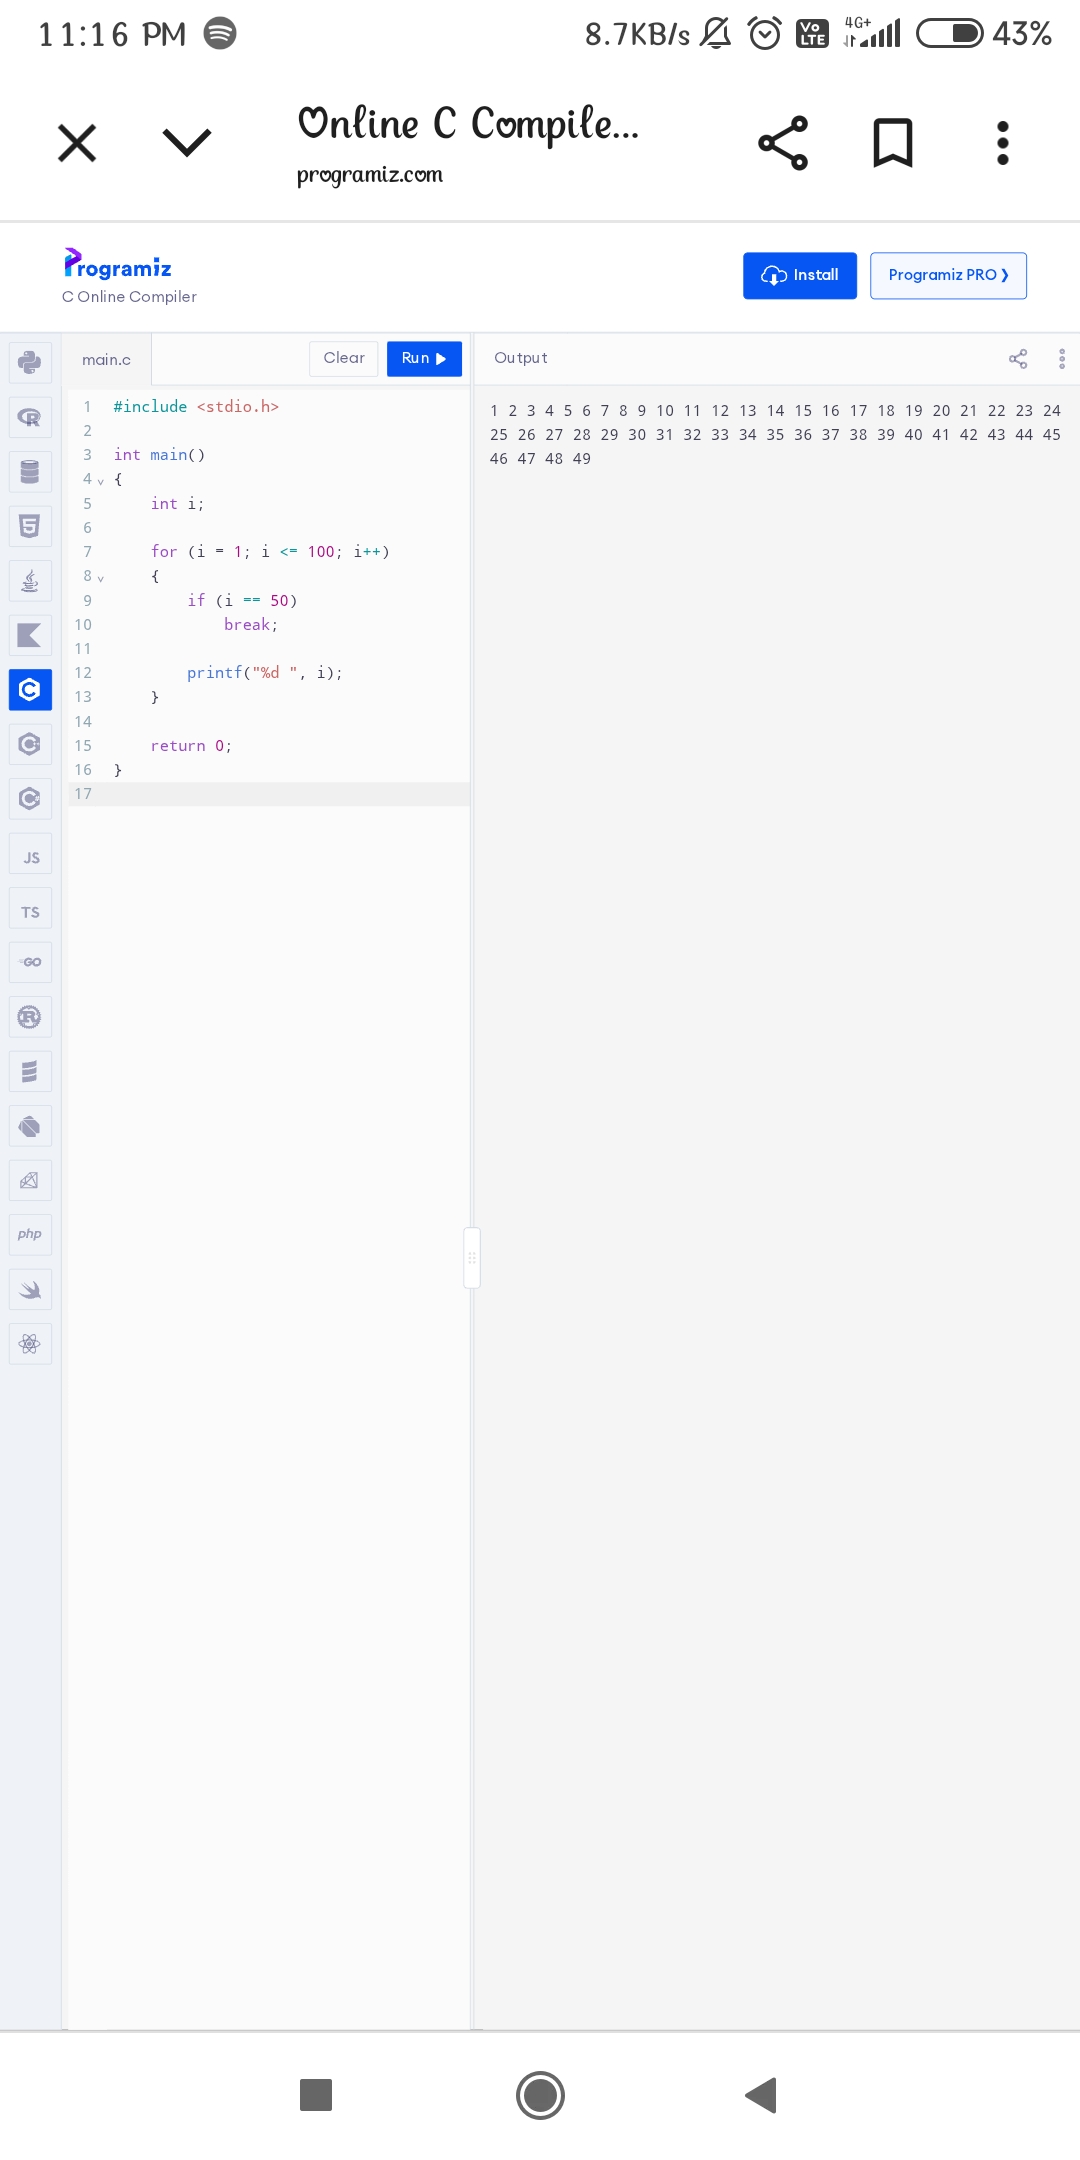 11:16 PM 8.7KB/s Vo LTE 4G+ 43%
Online C Compile...
programiz.com
Programiz
C Online Compiler
Install
Programiz PRO ❯
main.c
Clear
Run
Output
1 #include <stdio.h>
2
3 int main()
4 {
5     int i;
6
7     for (i = 1; i <= 100; i++)
8     {
9         if (i == 50)
10             break;
11
12         printf("%d ", i);
13     }
14
15     return 0;
16 }
17
1 2 3 4 5 6 7 8 9 10 11 12 13 14 15 16 17 18 19 20 21 22 23 24
25 26 27 28 29 30 31 32 33 34 35 36 37 38 39 40 41 42 43 44 45
46 47 48 49
R
5
C
C
C
JS
TS
GO
R
php